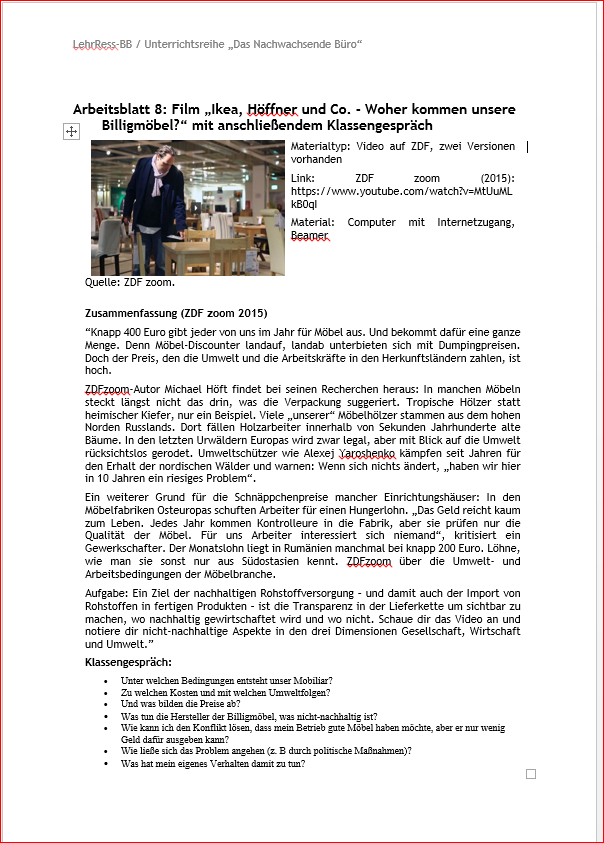 LehrRess-BB / Unterrichtsreihe „Das Nachwachsende Büro“
Arbeitsblatt 8: Film „Ikea, Höffner und Co. - Woher kommen unsere
Billigmöbel?“ mit anschließendem Klassengespräch
Materialtyp: Video auf ZDF, zwei Versionen
vorhanden
Link: ZDF zoom (2015):
https://www.youtube.com/watch?v=MtUuML
kB0qI
Material: Computer mit Internetzugang,
Beamer
Quelle: ZDF zoom.
Zusammenfassung (ZDF zoom 2015)
“Knapp 400 Euro gibt jeder von uns im Jahr für Möbel aus. Und bekommt dafür eine ganze
Menge. Denn Möbel-Discounter landauf, landab unterbieten sich mit Dumpingpreisen.
Doch der Preis, den die Umwelt und die Arbeitskräfte in den Herkunftsländern zahlen, ist
hoch.
ZDFzoom-Autor Michael Höft findet bei seinen Recherchen heraus: In manchen Möbeln
steckt längst nicht das drin, was die Verpackung suggeriert. Tropische Hölzer statt
heimischer Kiefer, nur ein Beispiel. Viele „unserer“ Möbelhölzer stammen aus dem hohen
Norden Russlands. Dort fällen Holzarbeiter innerhalb von Sekunden Jahrhunderte alte
Bäume. In den letzten Urwäldern Europas wird zwar legal, aber mit Blick auf die Umwelt
rücksichtslos gerodet. Umweltschützer wie Alexej Yaroshenko kämpfen seit Jahren für
den Erhalt der nordischen Wälder und warnen: Wenn sich nichts ändert, „haben wir hier
in 10 Jahren ein riesiges Problem“.
Ein weiterer Grund für die Schnäppchenpreise mancher Einrichtungshäuser: In den
Möbelfabriken Osteuropas schuften Arbeiter für einen Hungerlohn. „Das Geld reicht kaum
zum Leben. Jedes Jahr kommen Kontrolleure in die Fabrik, aber sie prüfen nur die
Qualität der Möbel. Für uns Arbeiter interessiert sich niemand“, kritisiert ein
Gewerkschafter. Der Monatslohn liegt in Rumänien manchmal bei knapp 200 Euro. Löhne,
wie man sie sonst nur aus Südostasien kennt. ZDFzoom über die Umwelt- und
Arbeitsbedingungen der Möbelbranche.
Aufgabe: Ein Ziel der nachhaltigen Rohstoffversorgung – und damit auch der Import von
Rohstoffen in fertigen Produkten – ist die Transparenz in der Lieferkette um sichtbar zu
machen, wo nachhaltig gewirtschaftet wird und wo nicht. Schaue dir das Video an und
notiere dir nicht-nachhaltige Aspekte in den drei Dimensionen Gesellschaft, Wirtschaft
und Umwelt.”
Klassengespräch:
• Unter welchen Bedingungen entsteht unser Mobiliar?
• Zu welchen Kosten und mit welchen Umweltfolgen?
• Und was bilden die Preise ab?
• Was tun die Hersteller der Billigmöbel, was nicht-nachhaltig ist?
• Wie kann ich den Konflikt lösen, dass mein Betrieb gute Möbel haben möchte, aber er nur wenig
Geld dafür ausgeben kann?
• Wie ließe sich das Problem angehen (z. B durch politische Maßnahmen)?
• Was hat mein eigenes Verhalten damit zu tun?